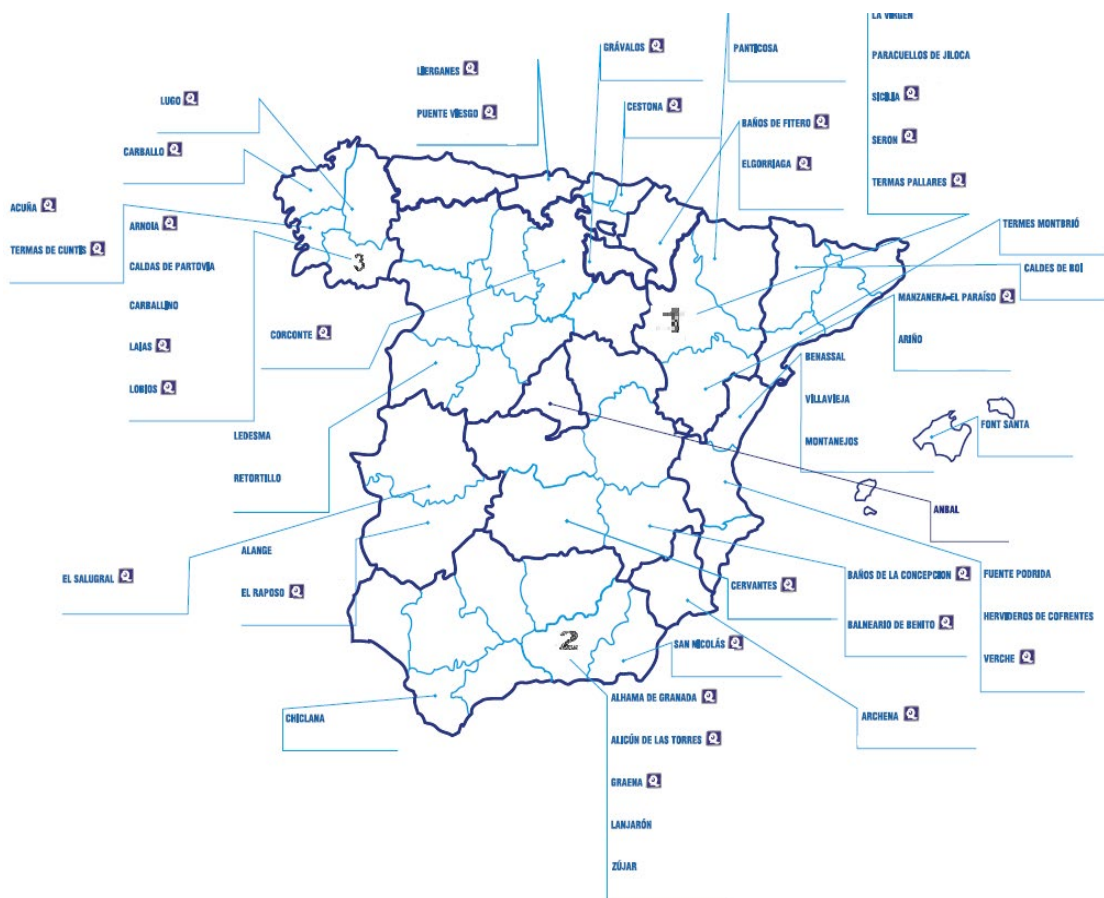 LA VIRGEN
PARACUELLOS DE JILOCA
SICILIA
SERON
TERMAS PALLARES
GRÁVALOS
PANTICOSA
LIERGANES
PUENTE VIESGO
CESTONA
BAÑOS DE FITERO
ELGORRIAGA
LUGO
CARBALLO
ACUÑA
TERMAS DE CUNTIS
ARNOIA
CALDAS DE PARTOVIA
CARBALLINO
LAIAS
LOBIOS
CORCONTE
TERMES MONTBRIÓ
CALDES DE BOÍ
MANZANERA-EL PARAÍSO
ARIÑO
BENASSAL
VILLAVIEJA
MONTANEJOS
FONT SANTA
3
1
LEDESMA
RETORTILLO
ANBAL
ALANGE
EL SALUGRAL
EL RAPOSO
CERVANTES
BAÑOS DE LA CONCEPCION
BALNEARIO DE BENITO
FUENTE PODRIDA
HERVIDEROS DE COFRENTES
VERCHE
2
SAN NICOLÁS
CHICLANA
ARCHENA
ALHAMA DE GRANADA
ALICÚN DE LAS TORRES
GRAENA
LANJARÓN
ZÚJAR